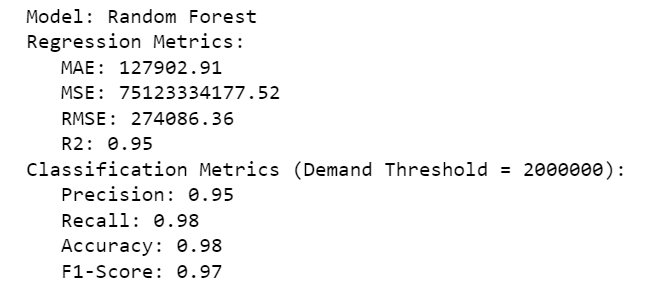 Model: Random Forest
Regression Metrics:
MAE: 127902.91
MSE: 75123334177.52
RMSE: 274086.36
R2: 0.95
Classification Metrics (Demand Threshold = 2000000):
Precision: 0.95
Recall: 0.98
Accuracy: 0.98
F1-Score: 0.97